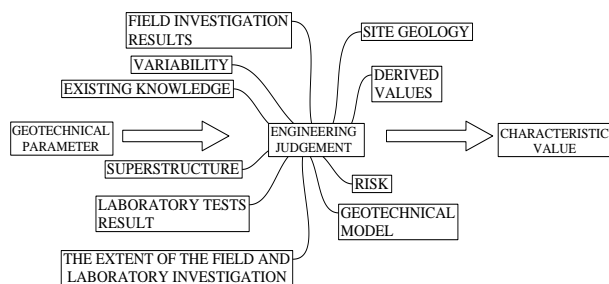 FIELD INVESTIGATION
RESULTS
SITE GEOLOGY
VARIABILITY
DERIVED
VALUES
EXISTING KNOWLEDGE
GEOTECHNICAL
PARAMETER
ENGINEERING
JUDGEMENT
CHARACTERISTIC
VALUE
SUPERSTRUCTURE
RISK
LABORATORY TESTS
RESULT
GEOTECHNICAL
MODEL
THE EXTENT OF THE FIELD AND
LABORATORY INVESTIGATION